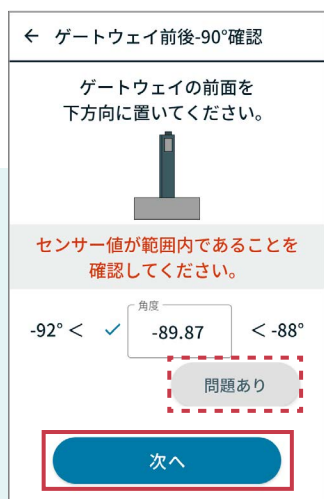 ← ゲートウェイ前後-90°確認
ゲートウェイの前面を
下方向に置いてください。
センサー値が範囲内であることを
確認してください。
角度
-92° < ✓ -89.87 < -88°
問題あり
次へ